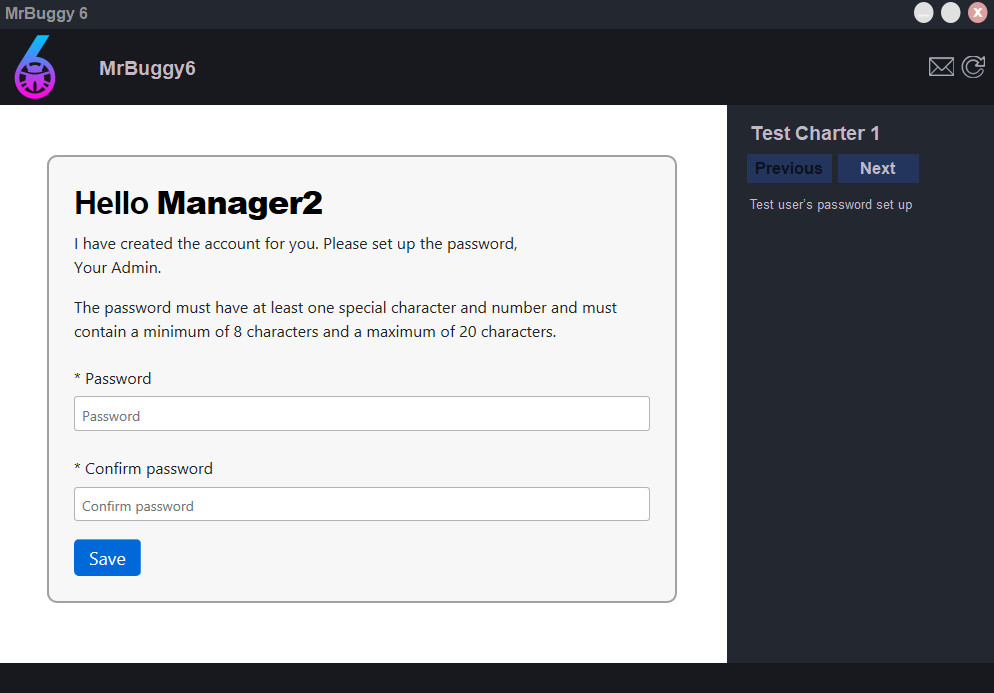 MrBuggy 6
MrBuggy6
Test Charter 1
Previous Next
Test user's password set up
Hello Manager2
I have created the account for you. Please set up the password,
Your Admin.
The password must have at least one special character and number and must
contain a minimum of 8 characters and a maximum of 20 characters.
* Password
Password
* Confirm password
Confirm password
Save